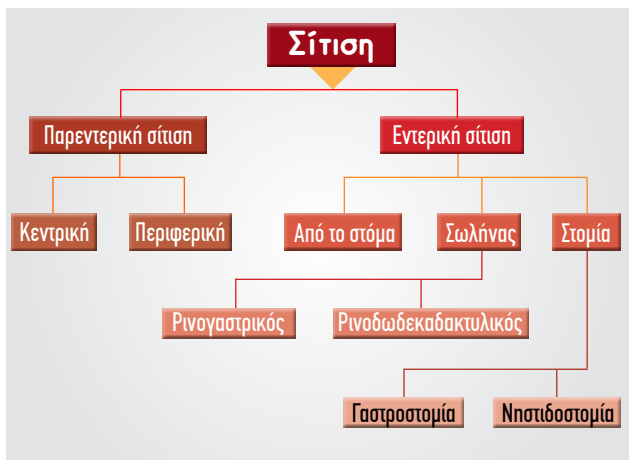 Σίτιση
Παρεντερική σίτιση
Εντερική σίτιση
Κεντρική
Περιφερική
Από το στόμα
Σωλήνας
Στομία
Ρινογαστρικός
Ρινοδωδεκαδακτυλικός
Γαστροστομία
Νηστιδοστομία